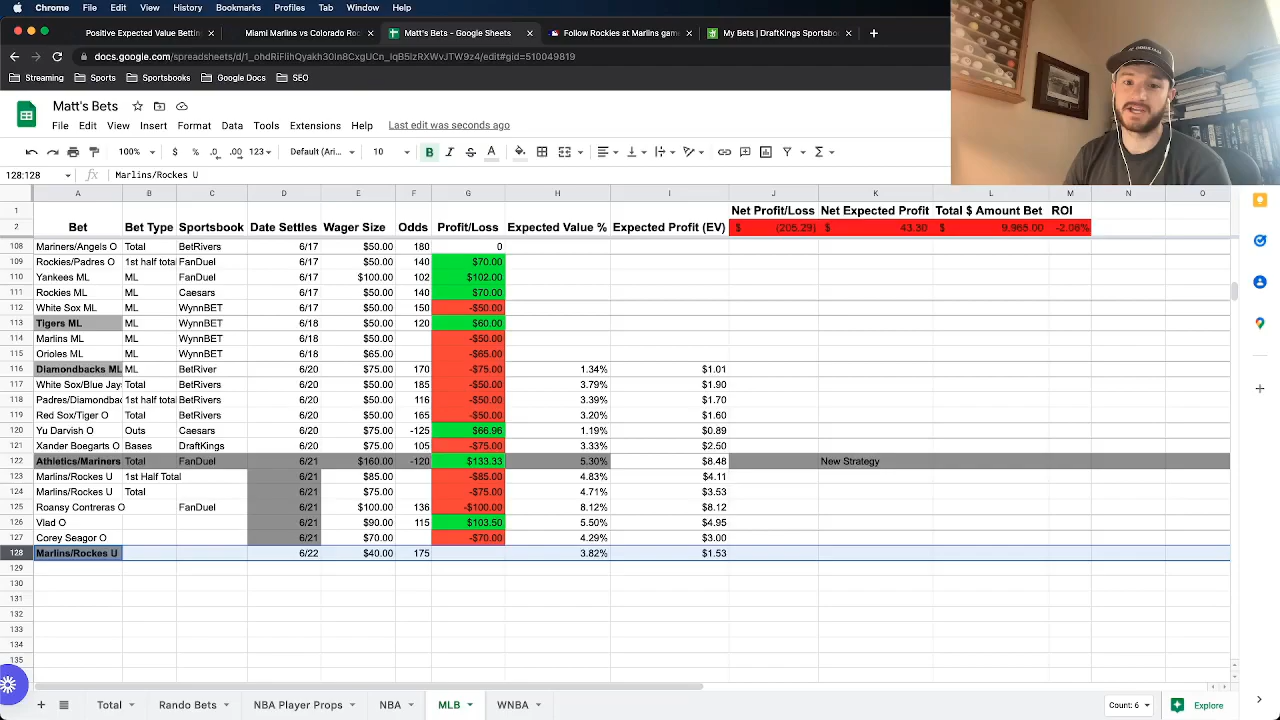 Chrome File Edit View History Bookmarks Profiles Tab Window Help
Positive Expected Value Bettin × Miami Marlins vs Colorado Roc × Matt's Bets - Google Sheets × Follow Rockies at Marlins game × My Bets | DraftKings Sportsbo × +
docs.google.com
Streaming Sports Sportsbooks Google Docs SEO
Matt's Bets
File Edit View Insert Format Data Tools Extensions Help Last edit was seconds ago
100% $ % .0 .00 123 Default (Ari... 10 B I S A
128:128 fx Marlins/Rockes U
A B C D E F G H I J K L M N O
1 Net Profit/Loss Net Expected Profit Total $ Amount Bet ROI
2 Bet Bet Type Sportsbook Date Settles Wager Size Odds Profit/Loss Expected Value % Expected Profit (EV) $ (205.29) $ 43.30 $ 9,965.00 -2.06%
108 Mariners/Angels O Total BetRivers 6/17 $50.00 180 0
109 Rockies/Padres O 1st half total FanDuel 6/17 $50.00 140 $70.00
110 Yankees ML ML FanDuel 6/17 $100.00 102 $102.00
111 Rockies ML ML Caesars 6/17 $50.00 140 $70.00
112 White Sox ML ML WynnBET 6/17 $50.00 150 -$50.00
113 Tigers ML ML WynnBET 6/18 $50.00 120 $60.00
114 Marlins ML ML WynnBET 6/18 $50.00 -$50.00
115 Orioles ML ML WynnBET 6/18 $65.00 -$65.00
116 Diamondbacks ML ML BetRiver 6/20 $75.00 170 -$75.00 1.34% $1.01
117 White Sox/Blue Jay Total BetRivers 6/20 $50.00 185 -$50.00 3.79% $1.90
118 Padres/Diamondba 1st half total BetRivers 6/20 $50.00 116 -$50.00 3.39% $1.70
119 Red Sox/Tiger O Total BetRivers 6/20 $50.00 165 -$50.00 3.20% $1.60
120 Yu Darvish O Outs Caesars 6/20 $75.00 -125 $66.96 1.19% $0.89
121 Xander Boegarts O Bases DraftKings 6/20 $75.00 105 -$75.00 3.33% $2.50
122 Athletics/Mariners Total FanDuel 6/21 $160.00 -120 $133.33 5.30% $8.48 New Strategy
123 Marlins/Rockes U 1st Half Total 6/21 $85.00 -$85.00 4.83% $4.11
124 Marlins/Rockes U Total 6/21 $75.00 -$75.00 4.71% $3.53
125 Roansy Contreras O FanDuel 6/21 $100.00 136 -$100.00 8.12% $8.12
126 Vlad O 6/21 $90.00 115 $103.50 5.50% $4.95
127 Corey Seagor O 6/21 $70.00 -$70.00 4.29% $3.00
128 Marlins/Rockes U 6/22 $40.00 175 3.82% $1.53
129
130
131
132
133
134
135
+ Total Rando Bets NBA Player Props NBA MLB WNBA Count: 6 Explore